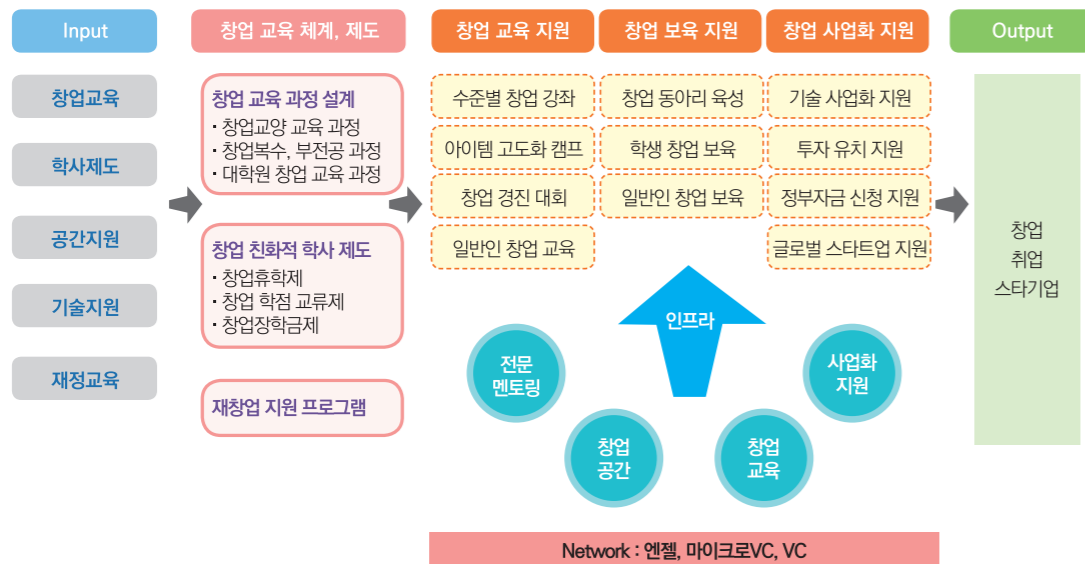 Input
창업교육
학사제도
공간지원
기술지원
재정교육
창업 교육 체계, 제도
창업 교육 과정 설계
· 창업교양 교육 과정
· 창업복수, 부전공 과정
· 대학원 창업 교육 과정
창업 친화적 학사 제도
· 창업휴학제
· 창업 학점 교류제
· 창업장학금제
재창업 지원 프로그램
창업 교육 지원
수준별 창업 강좌
아이템 고도화 캠프
창업 경진 대회
일반인 창업 교육
창업 보육 지원
창업 동아리 육성
학생 창업 보육
일반인 창업 보육
창업 사업화 지원
기술 사업화 지원
투자 유치 지원
정부자금 신청 지원
글로벌 스타트업 지원
인프라
전문
멘토링
창업
공간
창업
교육
사업화
지원
Network : 엔젤, 마이크로VC, VC
Output
창업
취업
스타기업